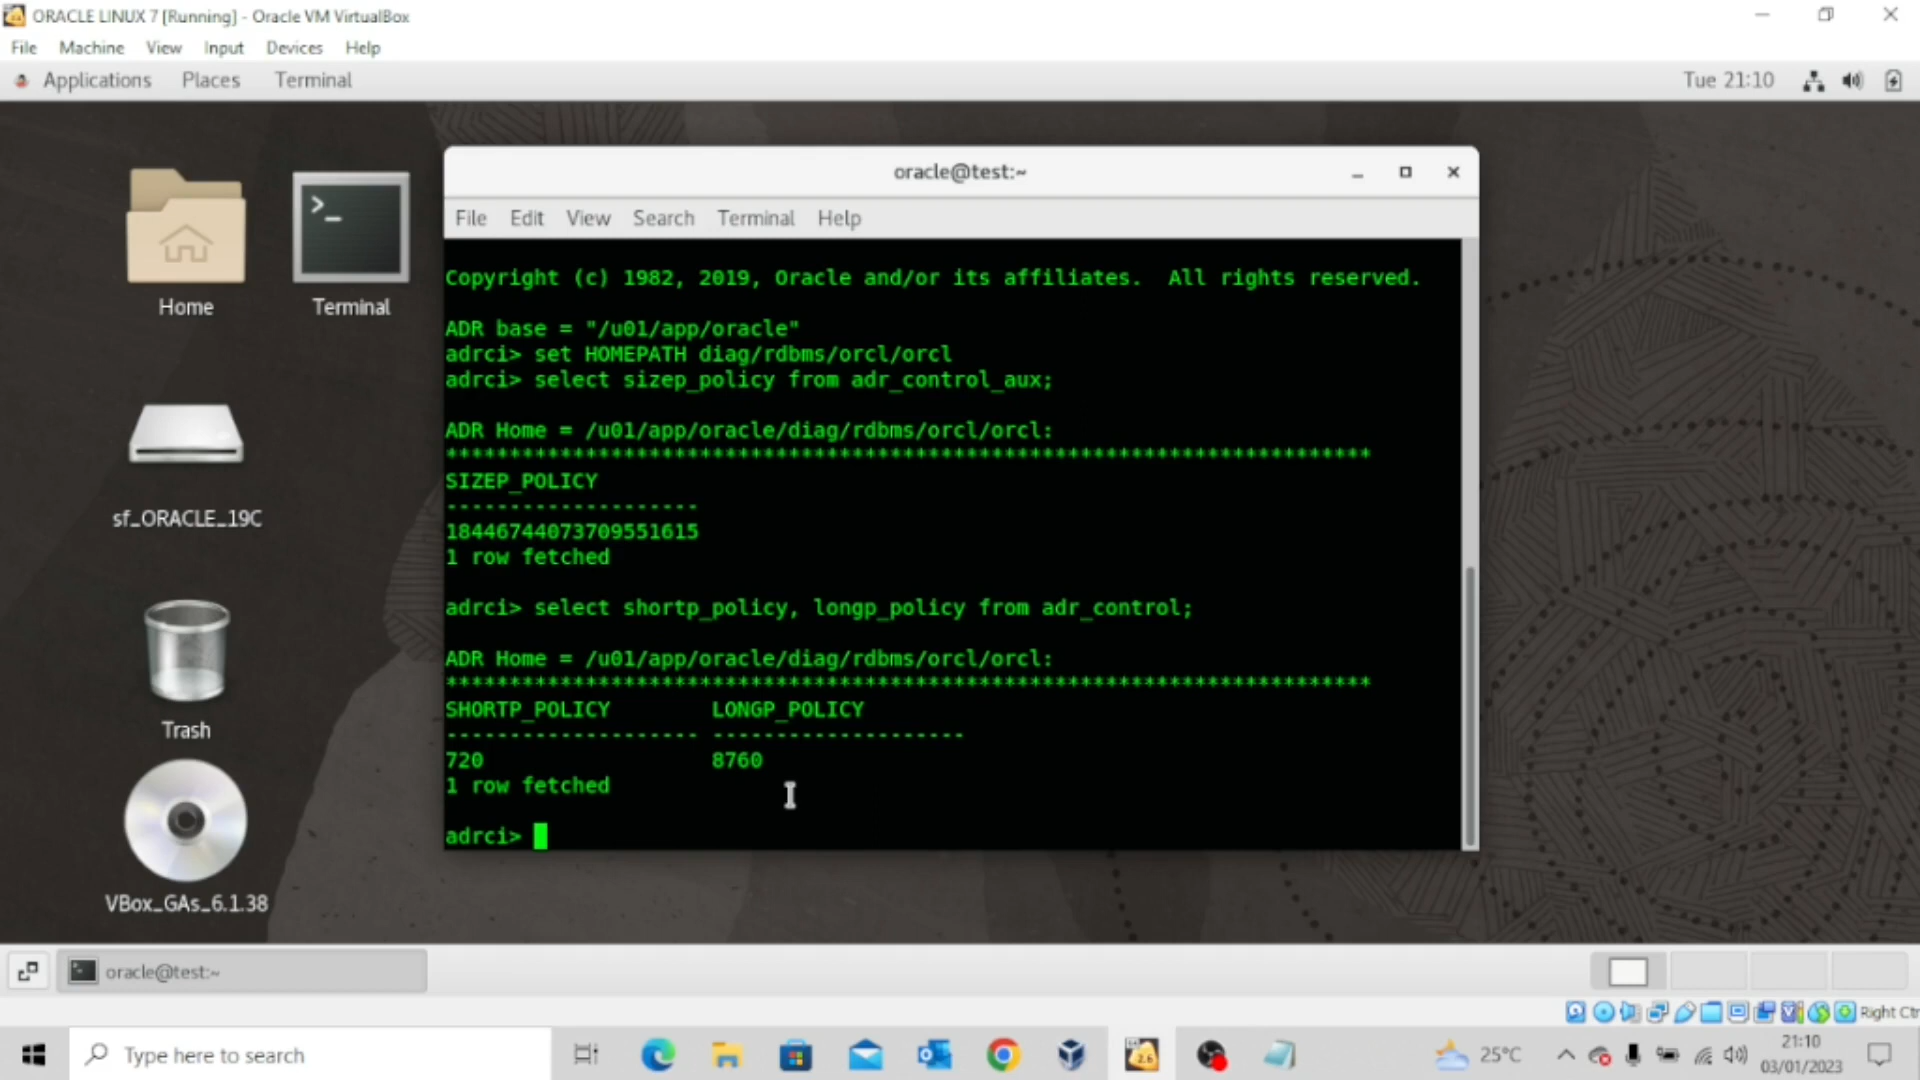 ORACLE LINUX 7 [Running] - Oracle VM VirtualBox
File Machine View Input Devices Help
Applications Places Terminal Tue 21:10
oracle@test:~
File Edit View Search Terminal Help
Copyright (c) 1982, 2019, Oracle and/or its affiliates. All rights reserved.
ADR base = "/u01/app/oracle"
adrci> set HOMEPATH diag/rdbms/orcl/orcl
adrci> select sizep_policy from adr_control_aux;
ADR Home = /u01/app/oracle/diag/rdbms/orcl/orcl:
*************************************************************************
SIZEP_POLICY
--------------------
18446744073709551615
1 row fetched
adrci> select shortp_policy, longp_policy from adr_control;
ADR Home = /u01/app/oracle/diag/rdbms/orcl/orcl:
*************************************************************************
SHORTP_POLICY LONGP_POLICY
-------------------- --------------------
720 8760
1 row fetched
adrci>
Home
Terminal
sf_ORACLE_19C
Trash
VBox_GAs_6.1.38
oracle@test:~
Right Ctr
Type here to search
25°C
21:10
03/01/2023